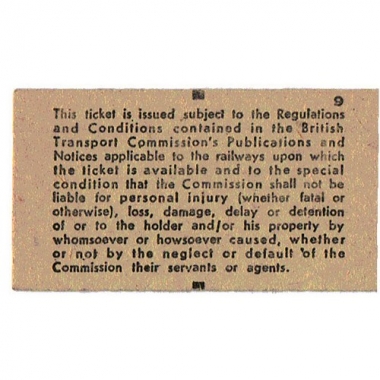 9
This ticket is issued subject to the Regulations
and Conditions contained in the British
Transport Commission's Publications and
Notices applicable to the railways upon which
the ticket is available and to the special
condition that the Commission shall not be
liable for personal injury (whether fatal or
otherwise), loss, damage, delay or detention
of or to the holder and/or his property by
whomsoever or howsoever caused, whether
or not by the neglect or default of the
Commission their servants or agents.